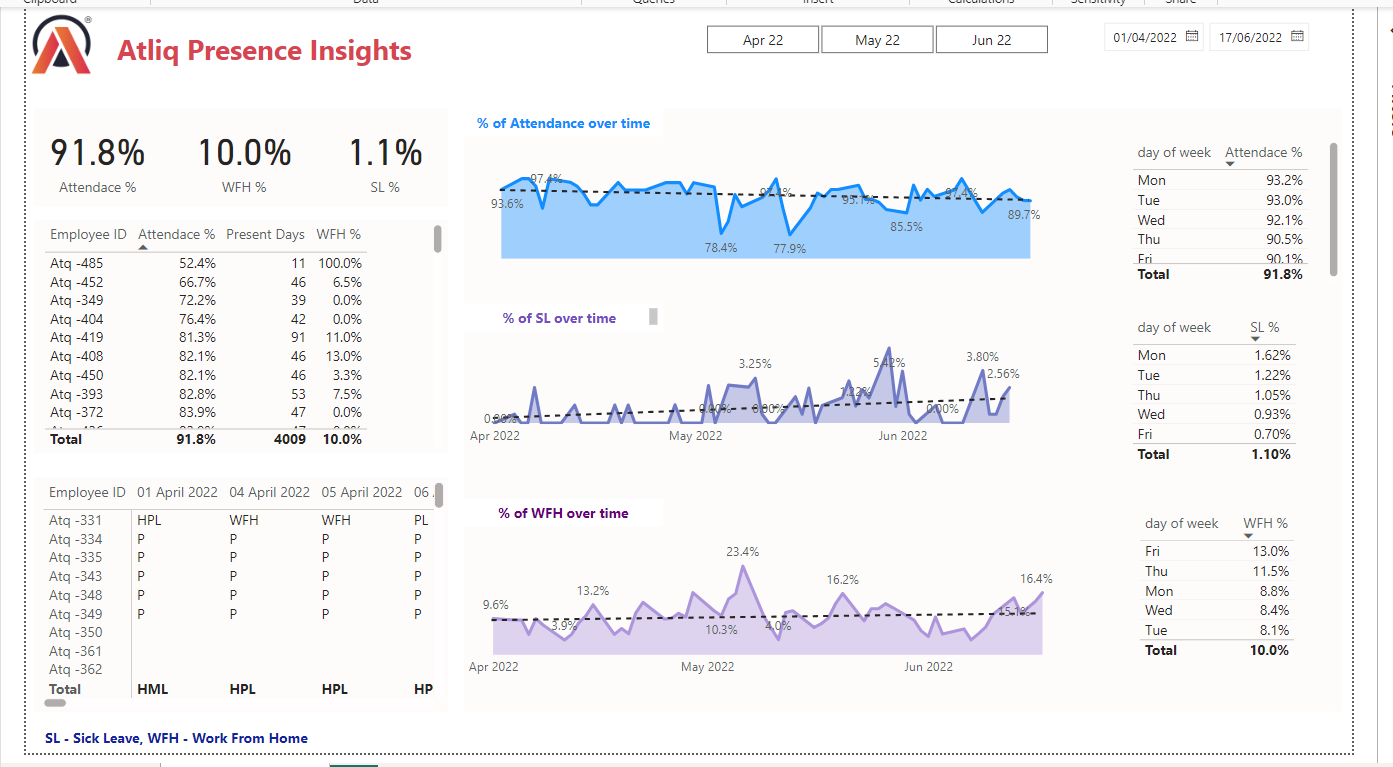 Clipboard Data Queries Insert Calculations Sensitivity Share
®
Atliq Presence Insights
Apr 22 May 22 Jun 22
01/04/2022 17/06/2022
91.8% 10.0% 1.1%
Attendace % WFH % SL %
Employee ID Attendace % Present Days WFH %
Atq -485 52.4% 11 100.0%
Atq -452 66.7% 46 6.5%
Atq -349 72.2% 39 0.0%
Atq -404 76.4% 42 0.0%
Atq -419 81.3% 91 11.0%
Atq -408 82.1% 46 13.0%
Atq -450 82.1% 46 3.3%
Atq -393 82.8% 53 7.5%
Atq -372 83.9% 47 0.0%
Total 91.8% 4009 10.0%
Employee ID 01 April 2022 04 April 2022 05 April 2022 06
Atq -331 HPL WFH WFH PL
Atq -334 P P P P
Atq -335 P P P P
Atq -343 P P P P
Atq -348 P P P P
Atq -349 P P P P
Atq -350
Atq -361
Atq -362
Total HML HPL HPL HP
SL - Sick Leave, WFH - Work From Home
% of Attendance over time
97.4%
93.6%
97.4%
95.1%
97.4%
89.7%
85.5%
78.4% 77.9%
% of SL over time
3.25%
5.42%
3.80%
2.56%
1.22%
0.00% 0.00% 0.00% 0.00%
Apr 2022 May 2022 Jun 2022
% of WFH over time
23.4%
13.2%
16.2%
16.4%
9.6%
3.9%
10.3%
4.0%
15.1%
Apr 2022 May 2022 Jun 2022
day of week Attendace %
Mon 93.2%
Tue 93.0%
Wed 92.1%
Thu 90.5%
Fri 90.1%
Total 91.8%
day of week SL %
Mon 1.62%
Tue 1.22%
Thu 1.05%
Wed 0.93%
Fri 0.70%
Total 1.10%
day of week WFH %
Fri 13.0%
Thu 11.5%
Mon 8.8%
Wed 8.4%
Tue 8.1%
Total 10.0%